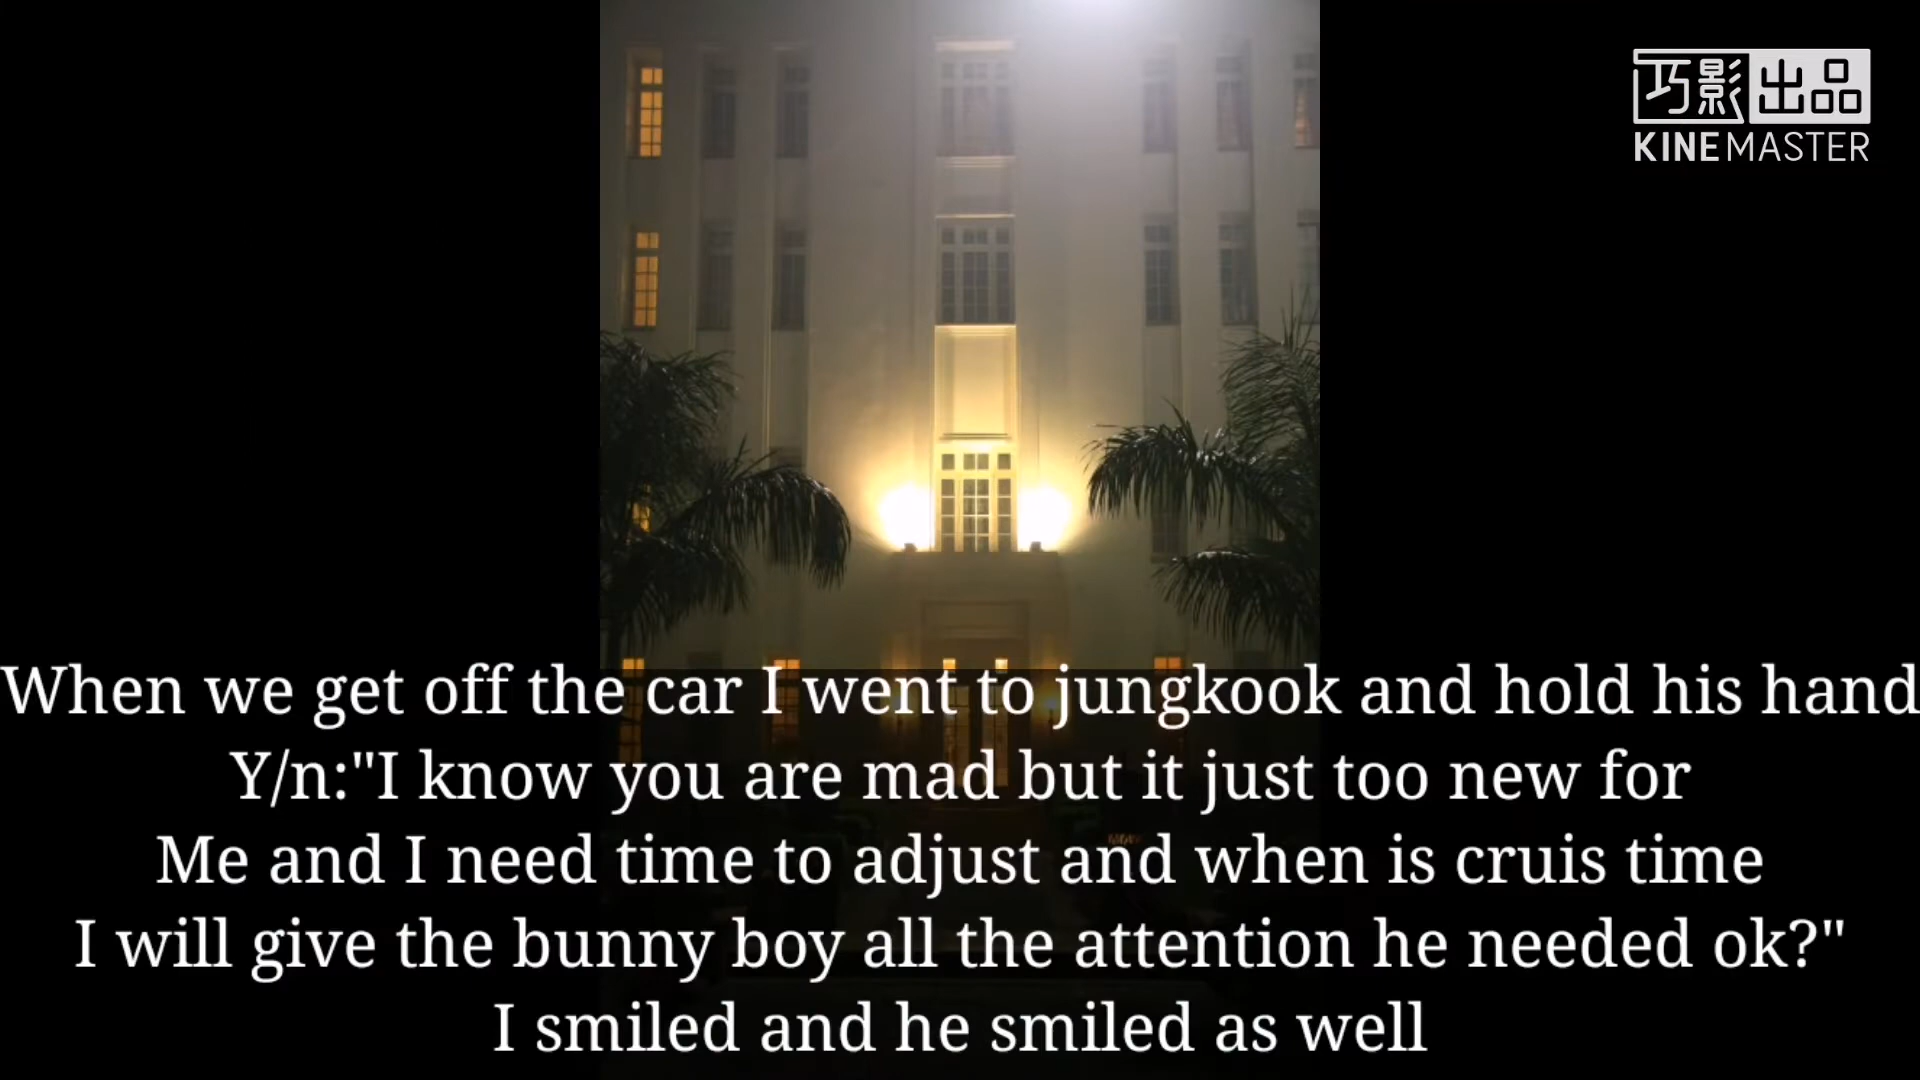 巧影出品
KINEMASTER
When we get off the car I went to jungkook and hold his hand
Y/n:"I know you are mad but it just too new for
Me and I need time to adjust and when is cruis time
I will give the bunny boy all the attention he needed ok?"
I smiled and he smiled as well